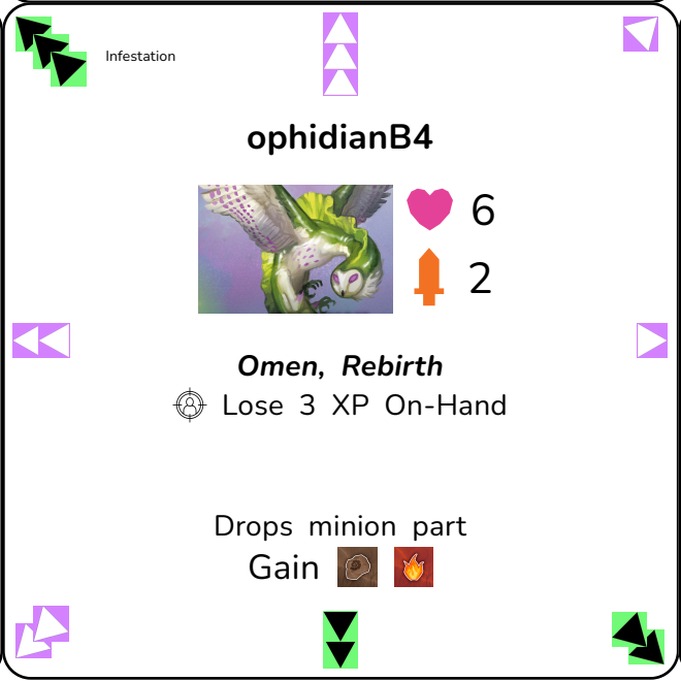 Infestation
ophidianB4
6
2
Omen, Rebirth
Lose 3 XP On-Hand
Drops minion part
Gain